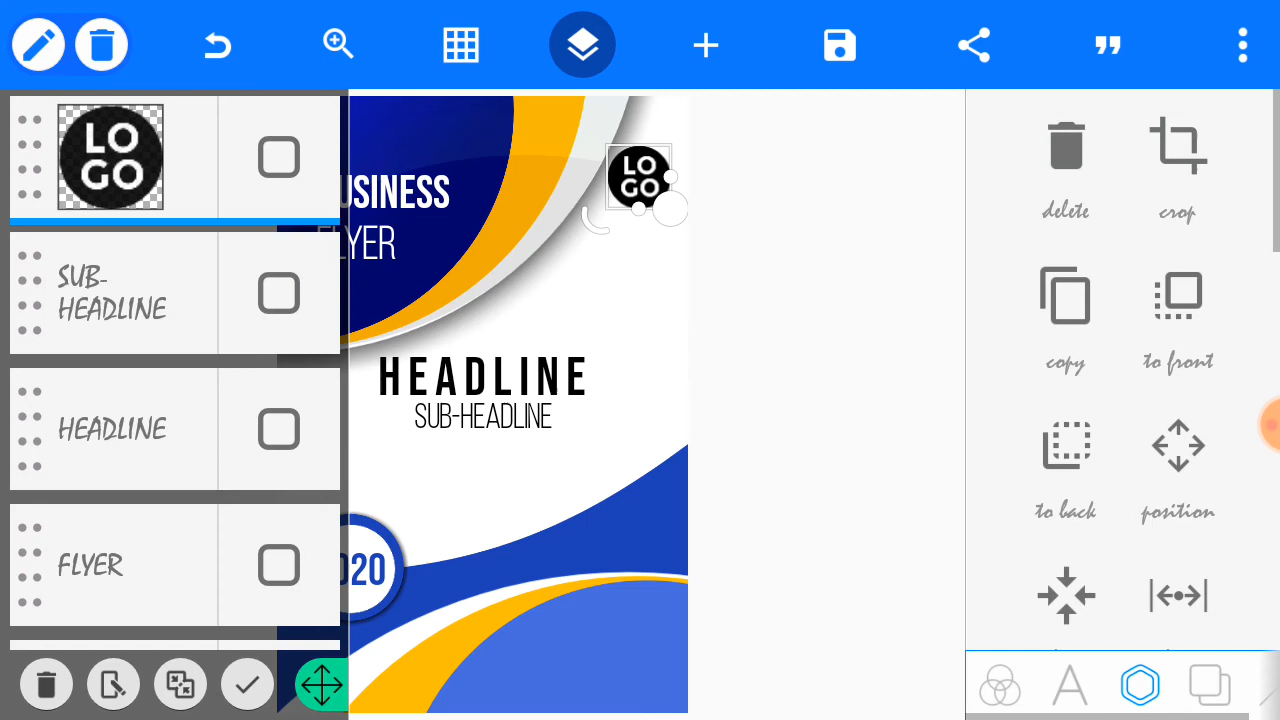 LO
GO
SUB-
HEADLINE
HEADLINE
FLYER
USINESS
LYER
LO
GO
HEADLINE
SUB-HEADLINE
020
delete
crop
copy
to front
to back
position
A